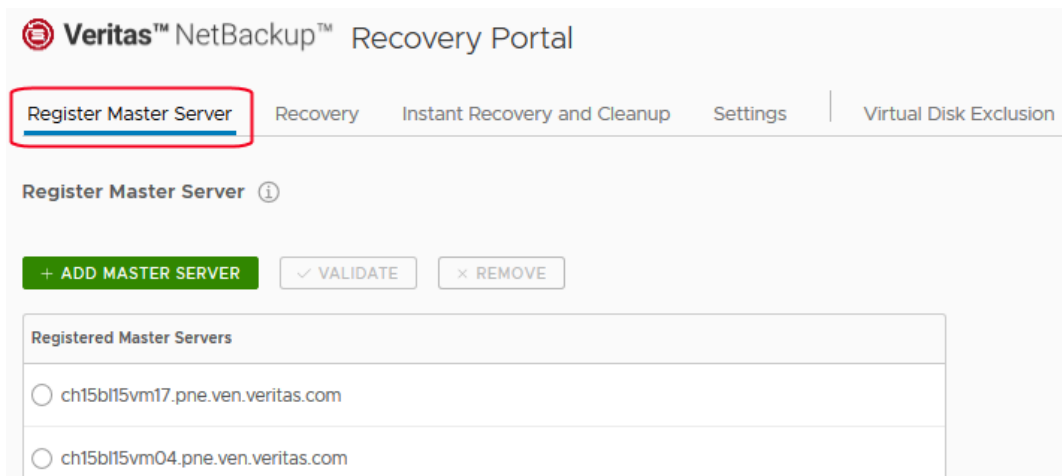 Veritas™ NetBackup™ Recovery Portal
Register Master Server Recovery Instant Recovery and Cleanup Settings Virtual Disk Exclusion
Register Master Server
+ ADD MASTER SERVER VALIDATE × REMOVE
Registered Master Servers
ch15bl15vm17.pne.ven.veritas.com
ch15bl15vm04.pne.ven.veritas.com